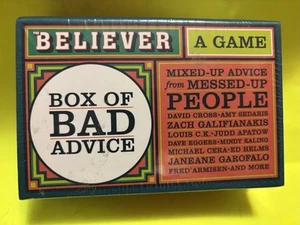 THE
BELIEVER
A GAME
BOX OF
BAD
ADVICE
MIXED-UP ADVICE
from MESSED-UP
PEOPLE
DAVID CROSS • AMY SEDARIS
ZACH GALIFIANAKIS
LOUIS C.K. • JUDD APATOW
DAVE EGGERS • MINDY KALING
MICHAEL CERA • ED HELMS
JANEANE GAROFALO
FRED ARMISEN • AND MORE